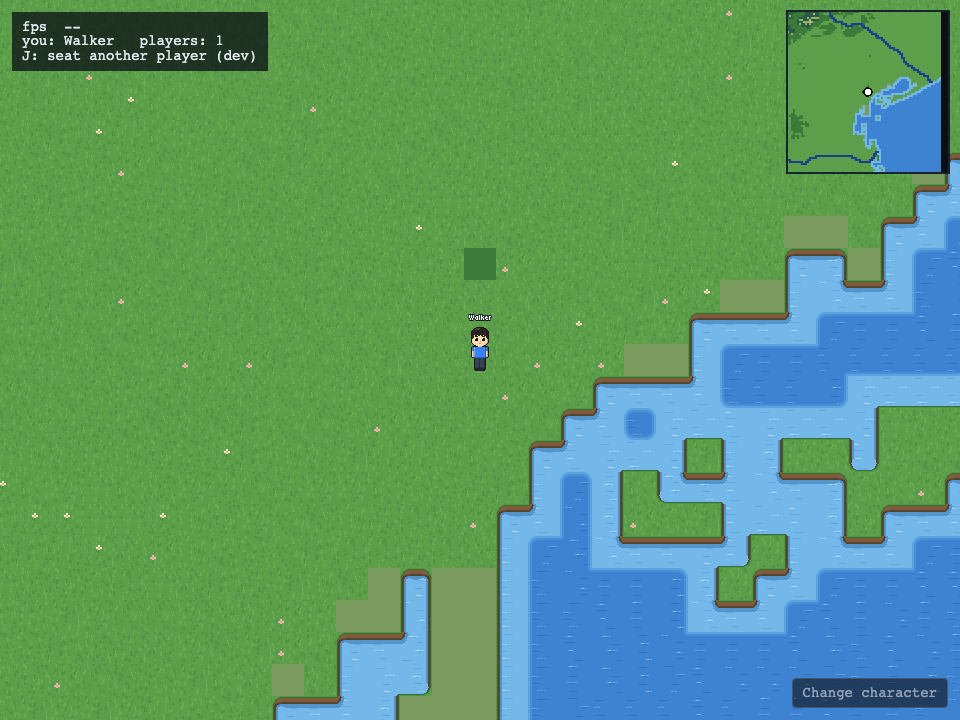 fps  --
you: Walker   players: 1
J: seat another player (dev)
Walker
Change character